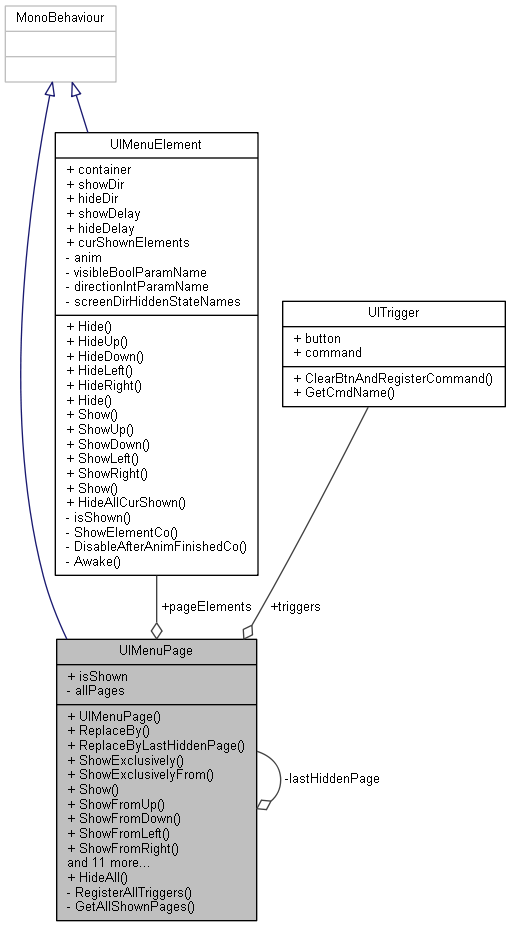 MonoBehaviour
UIMenuElement
+ container
+ showDir
+ hideDir
+ showDelay
+ hideDelay
+ curShownElements
- anim
- visibleBoolParamName
- directionIntParamName
- screenDirHiddenStateNames
+ Hide()
+ HideUp()
+ HideDown()
+ HideLeft()
+ HideRight()
+ Hide()
+ Show()
+ ShowUp()
+ ShowDown()
+ ShowLeft()
+ ShowRight()
+ Show()
+ HideAllCurShown()
- isShown()
- ShowElementCo()
- DisableAfterAnimFinishedCo()
- Awake()
UITrigger
+ button
+ command
+ ClearBtnAndRegisterCommand()
+ GetCmdName()
+pageElements
+triggers
UIMenuPage
+ isShown
- allPages
+ UIMenuPage()
+ ReplaceBy()
+ ReplaceByLastHiddenPage()
+ ShowExclusively()
+ ShowExclusivelyFrom()
+ Show()
+ ShowFromUp()
+ ShowFromDown()
+ ShowFromLeft()
+ ShowFromRight()
and 11 more...
+ HideAll()
- RegisterAllTriggers()
- GetAllShownPages()
-lastHiddenPage